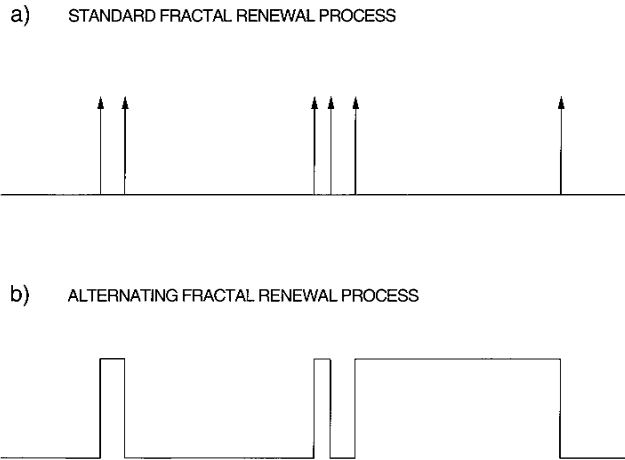 a) STANDARD FRACTAL RENEWAL PROCESS
b) ALTERNATING FRACTAL RENEWAL PROCESS